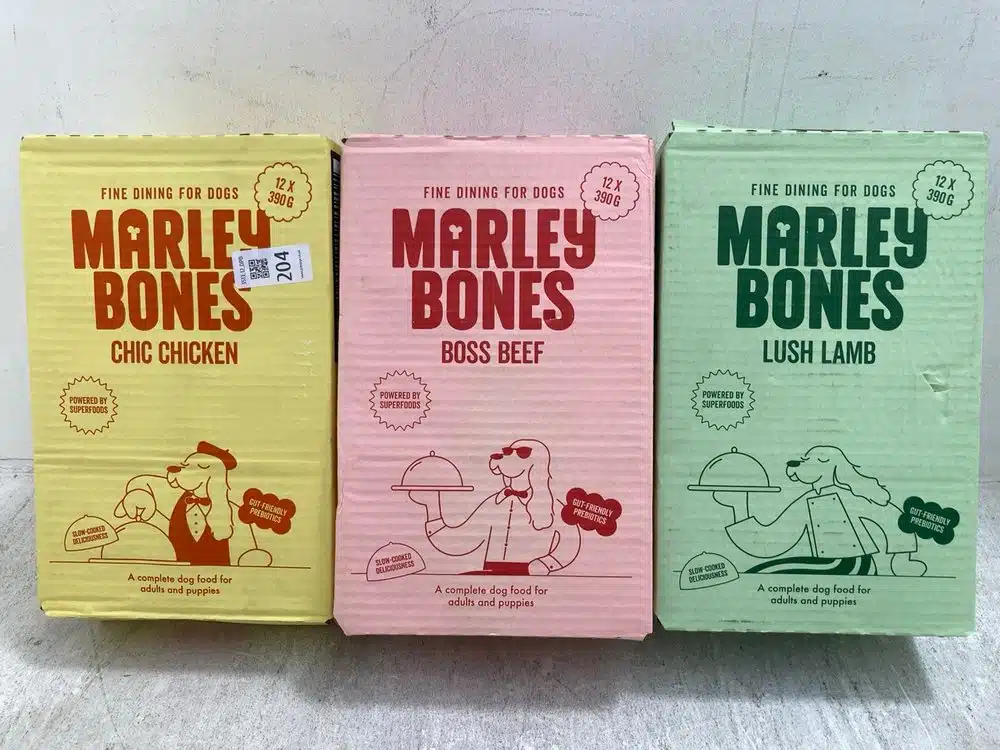 FINE DINING FOR DOGS
12 X
390 G
MARLEY
BONES
204
CHIC CHICKEN
POWERED BY
SUPERFOODS
GUT-FRIENDLY
PREBIOTICS
SLOW-COOKED
DELICIOUSNESS
A complete dog food for
adults and puppies
FINE DINING FOR DOGS
12 X
390 G
MARLEY
BONES
BOSS BEEF
POWERED BY
SUPERFOODS
GUT-FRIENDLY
PREBIOTICS
SLOW-COOKED
DELICIOUSNESS
A complete dog food for
adults and puppies
FINE DINING FOR DOGS
12 X
390 G
MARLEY
BONES
LUSH LAMB
POWERED BY
SUPERFOODS
GUT-FRIENDLY
PREBIOTICS
SLOW-COOKED
DELICIOUSNESS
A complete dog food for
adults and puppies